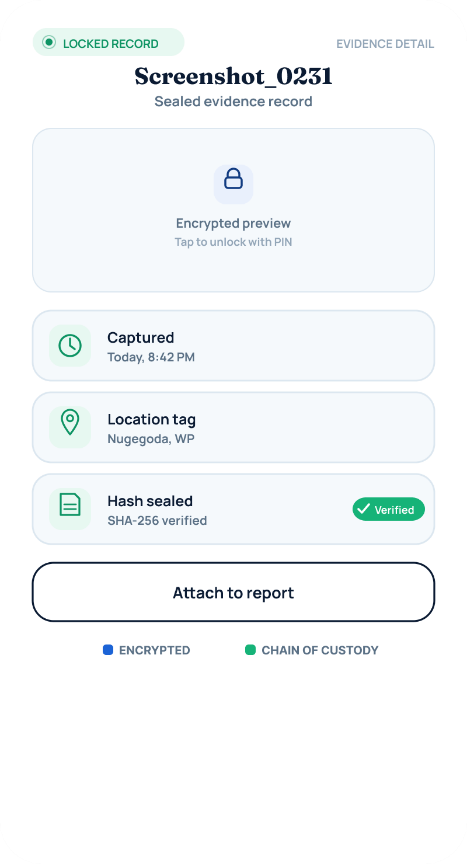 LOCKED RECORD
EVIDENCE DETAIL
Screenshot_0231
Sealed evidence record
Encrypted preview
Tap to unlock with PIN
Captured
Today, 8:42 PM
Location tag
Nugegoda, WP
Hash sealed
SHA-256 verified
Verified
Attach to report
ENCRYPTED
CHAIN OF CUSTODY